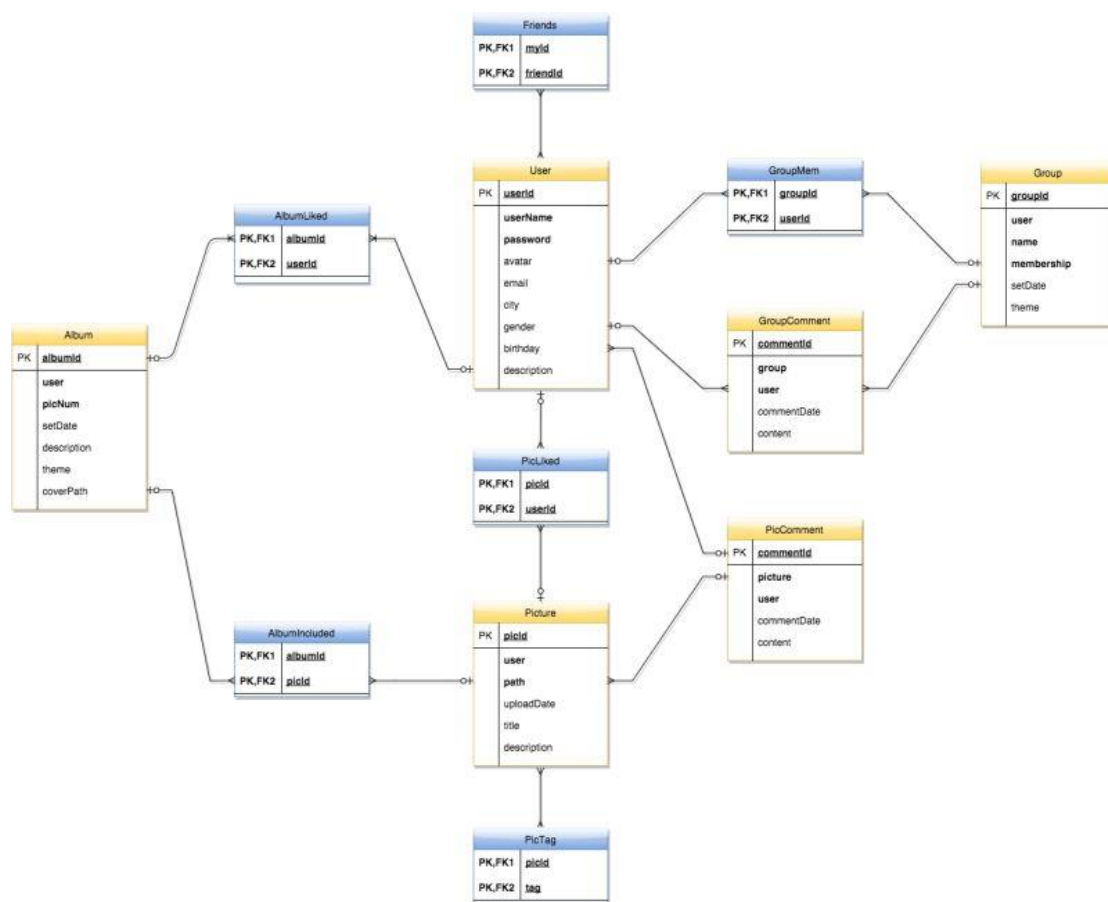 Friends
PK,FK1 myId
PK,FK2 friendId
User
PK userId
userName
password
avatar
email
city
gender
birthday
description
GroupMem
PK,FK1 groupId
PK,FK2 userId
Group
PK groupId
user
name
membership
setDate
theme
AlbumLiked
PK,FK1 albumId
PK,FK2 userId
Album
PK albumId
user
picNum
setDate
description
theme
coverPath
GroupComment
PK commentId
group
user
commentDate
content
PicLiked
PK,FK1 picId
PK,FK2 userId
PicComment
PK commentId
picture
user
commentDate
content
Picture
PK picId
user
path
uploadDate
title
description
AlbumIncluded
PK,FK1 albumId
PK,FK2 picId
PicTag
PK,FK1 picId
PK,FK2 tag